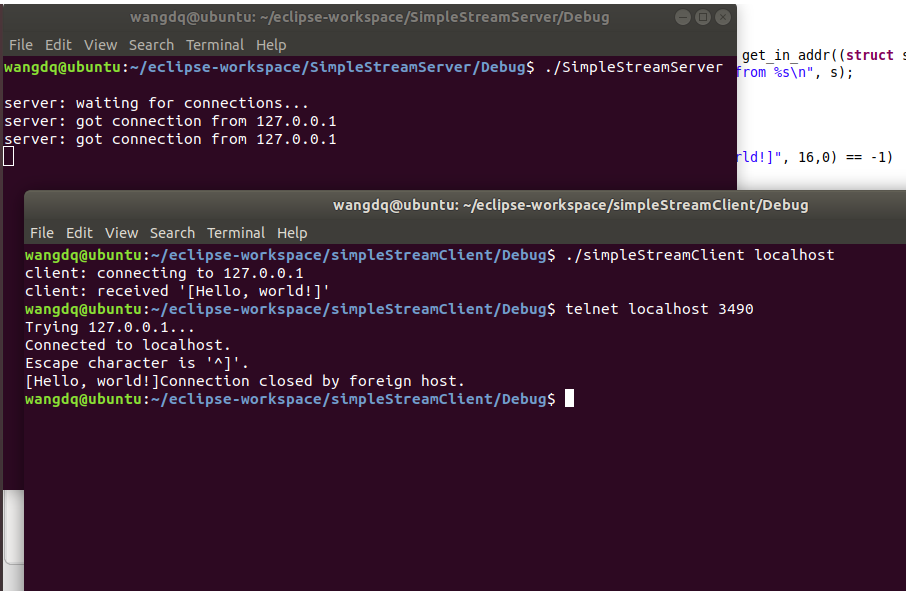 wangdq@ubuntu: ~/eclipse-workspace/SimpleStreamServer/Debug
File Edit View Search Terminal Help
wangdq@ubuntu:~/eclipse-workspace/SimpleStreamServer/Debug$ ./SimpleStreamServer
server: waiting for connections...
server: got connection from 127.0.0.1
server: got connection from 127.0.0.1
get_in_addr((struct s
from %s\n", s);
rld!]", 16,0) == -1)
wangdq@ubuntu: ~/eclipse-workspace/simpleStreamClient/Debug
File Edit View Search Terminal Help
wangdq@ubuntu:~/eclipse-workspace/simpleStreamClient/Debug$ ./simpleStreamClient localhost
client: connecting to 127.0.0.1
client: received '[Hello, world!]'
wangdq@ubuntu:~/eclipse-workspace/simpleStreamClient/Debug$ telnet localhost 3490
Trying 127.0.0.1...
Connected to localhost.
Escape character is '^]'.
[Hello, world!]Connection closed by foreign host.
wangdq@ubuntu:~/eclipse-workspace/simpleStreamClient/Debug$